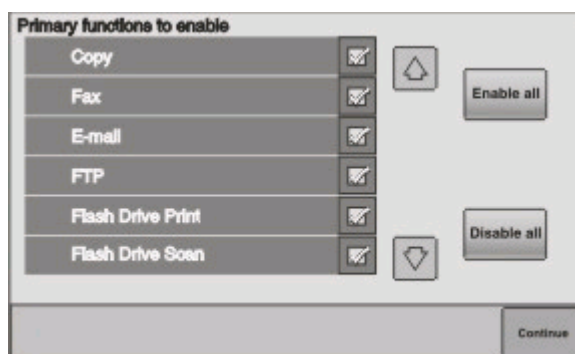 Primary functions to enable
Copy
Fax
E-mail
FTP
Flash Drive Print
Flash Drive Scan
Enable all
Disable all
Continue